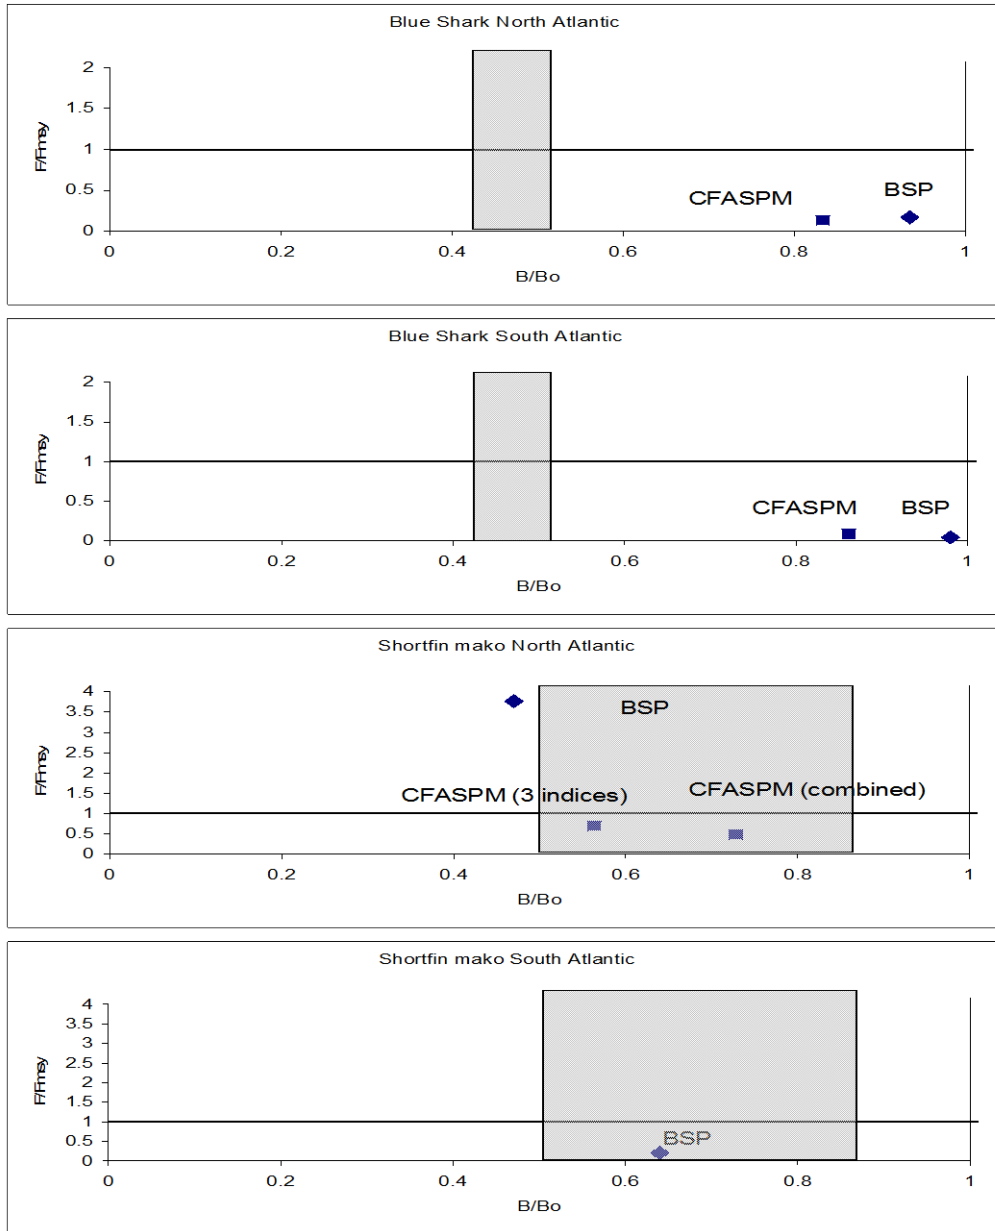 Blue Shark North Atlantic
2
1.5
1
0.5
0
F/Fmsy
CFASPM
BSP
0 0.2 0.4 0.6 0.8 1
B/Bo
Blue Shark South Atlantic
2
1.5
1
0.5
0
F/Fmsy
CFASPM
BSP
0 0.2 0.4 0.6 0.8 1
B/Bo
Shortfin mako North Atlantic
4
3.5
3
2.5
2
1.5
1
0.5
0
F/Fmsy
BSP
CFASPM (3 indices)
CFASPM (combined)
0 0.2 0.4 0.6 0.8 1
B/Bo
Shortfin mako South Atlantic
4
3.5
3
2.5
2
1.5
1
0.5
0
F/Fmsy
BSP
0 0.2 0.4 0.6 0.8 1
B/Bo